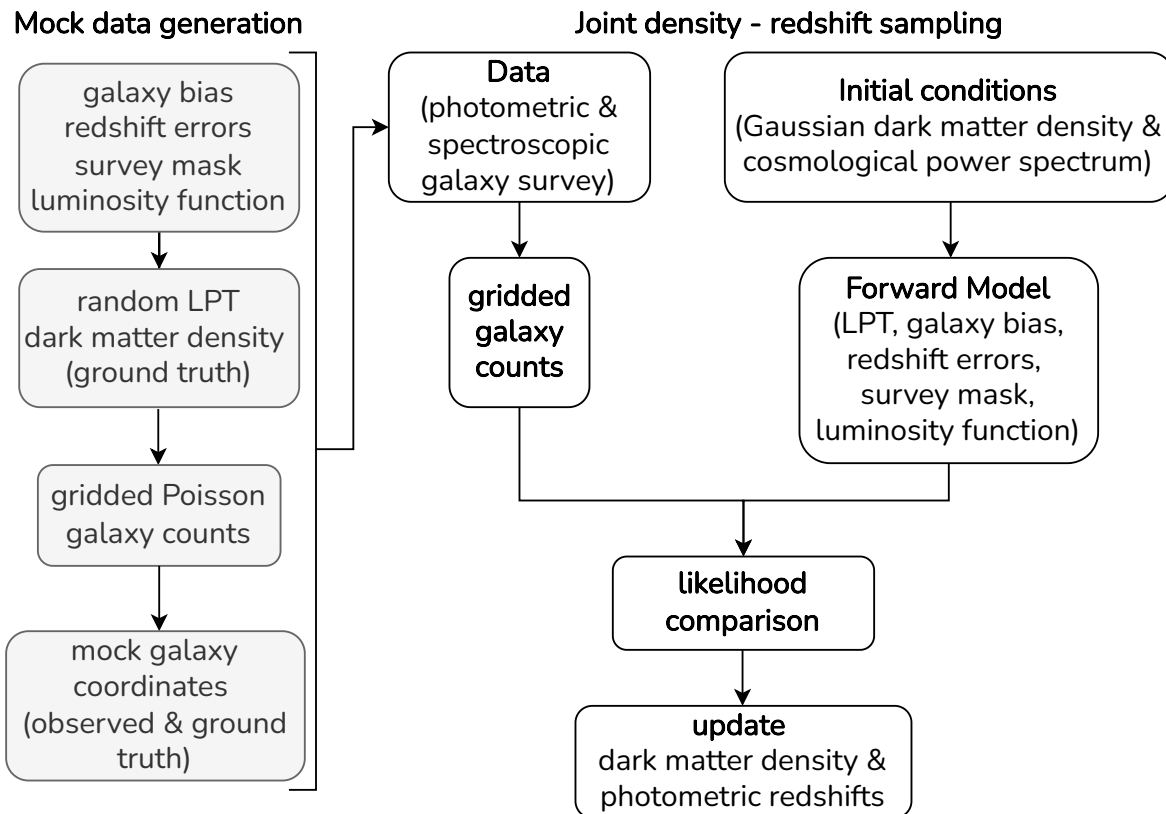 Mock data generation
galaxy bias
redshift errors
survey mask
luminosity function
random LPT
dark matter density
(ground truth)
gridded Poisson
galaxy counts
mock galaxy
coordinates
(observed & ground
truth)
Joint density - redshift sampling
Data
(photometric &
spectroscopic
galaxy survey)
gridded
galaxy
counts
Initial conditions
(Gaussian dark matter density &
cosmological power spectrum)
Forward Model
(LPT, galaxy bias,
redshift errors,
survey mask,
luminosity function)
likelihood
comparison
update
dark matter density &
photometric redshifts